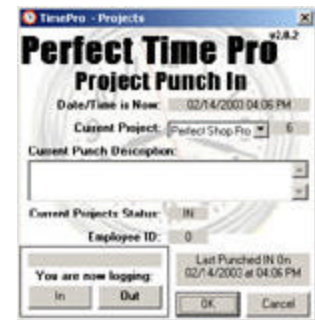 TimePro - Projects
v2.8.2
Perfect Time Pro
Project Punch In
Date/Time is Now: 02/14/2003 04:06 PM
Current Project: Perfect Shop Pro 6
Current Punch Description:
Current Projects Status: IN
Employee ID: 0
You are now logging:
In Out
Last Punched IN On
02/14/2003 at 04:06 PM
OK Cancel